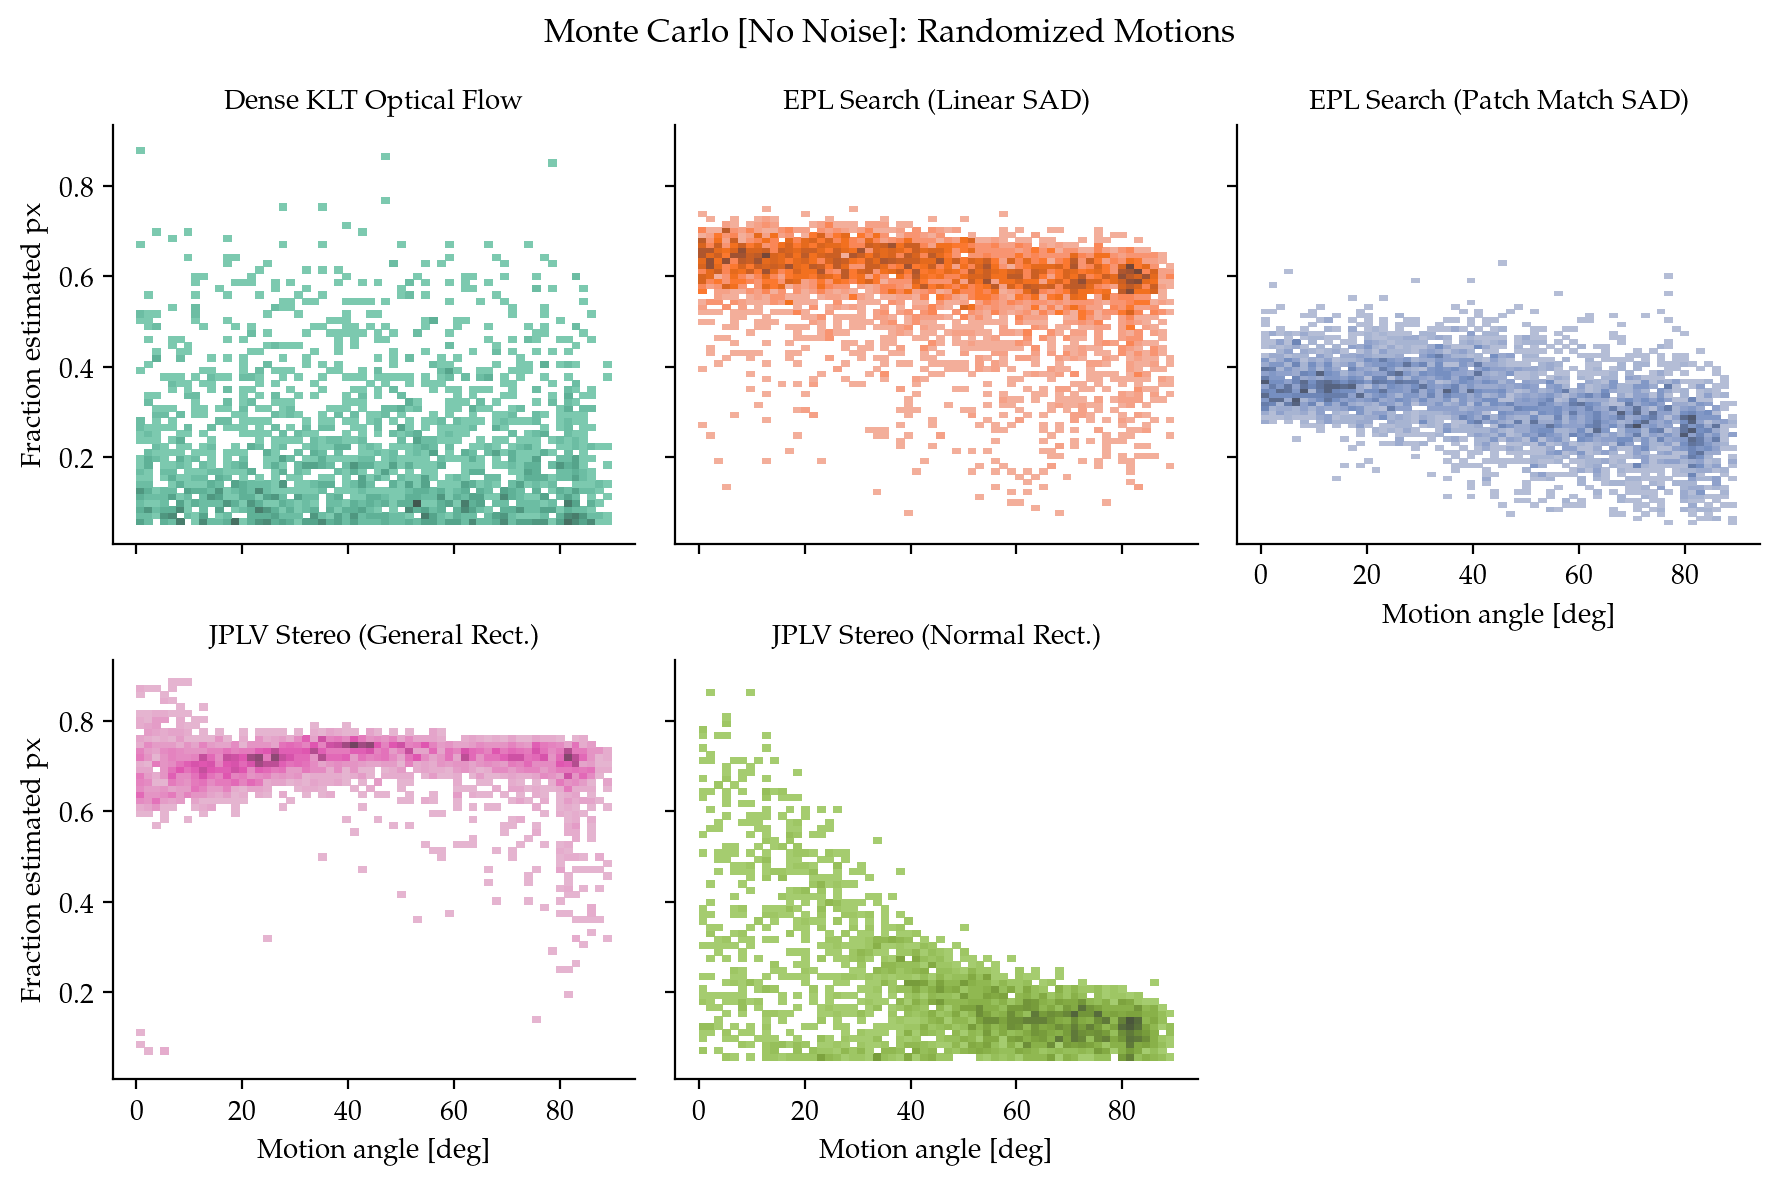 Monte Carlo [No Noise]: Randomized Motions
Dense KLT Optical Flow
EPL Search (Linear SAD)
EPL Search (Patch Match SAD)
Fraction estimated px
0.8
0.6
0.4
0.2
0 20 40 60 80
Motion angle [deg]
JPLV Stereo (General Rect.)
JPLV Stereo (Normal Rect.)
Fraction estimated px
0.8
0.6
0.4
0.2
0 20 40 60 80
Motion angle [deg]
0 20 40 60 80
Motion angle [deg]